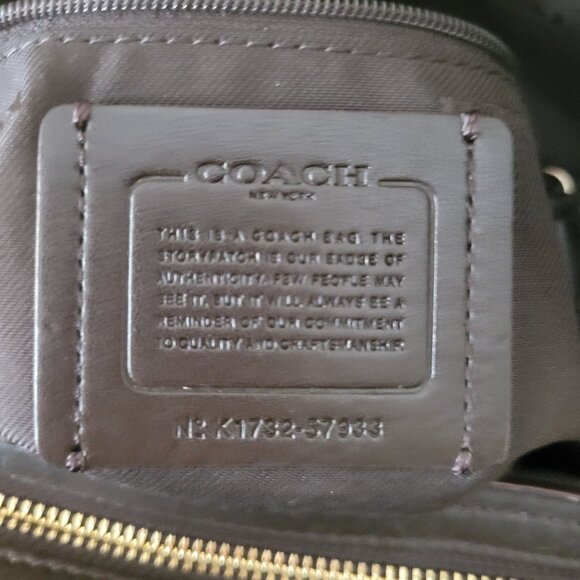 COACH
NEW YORK
THIS IS A COACH BAG. THE
STORYPATCH IS OUR BADGE OF
AUTHENTICITY. FEW PEOPLE MAY
SEE IT, BUT IT WILL ALWAYS BE A
REMINDER OF OUR COMMITMENT
TO QUALITY AND CRAFTSMANSHIP.
Nº K1732-57933